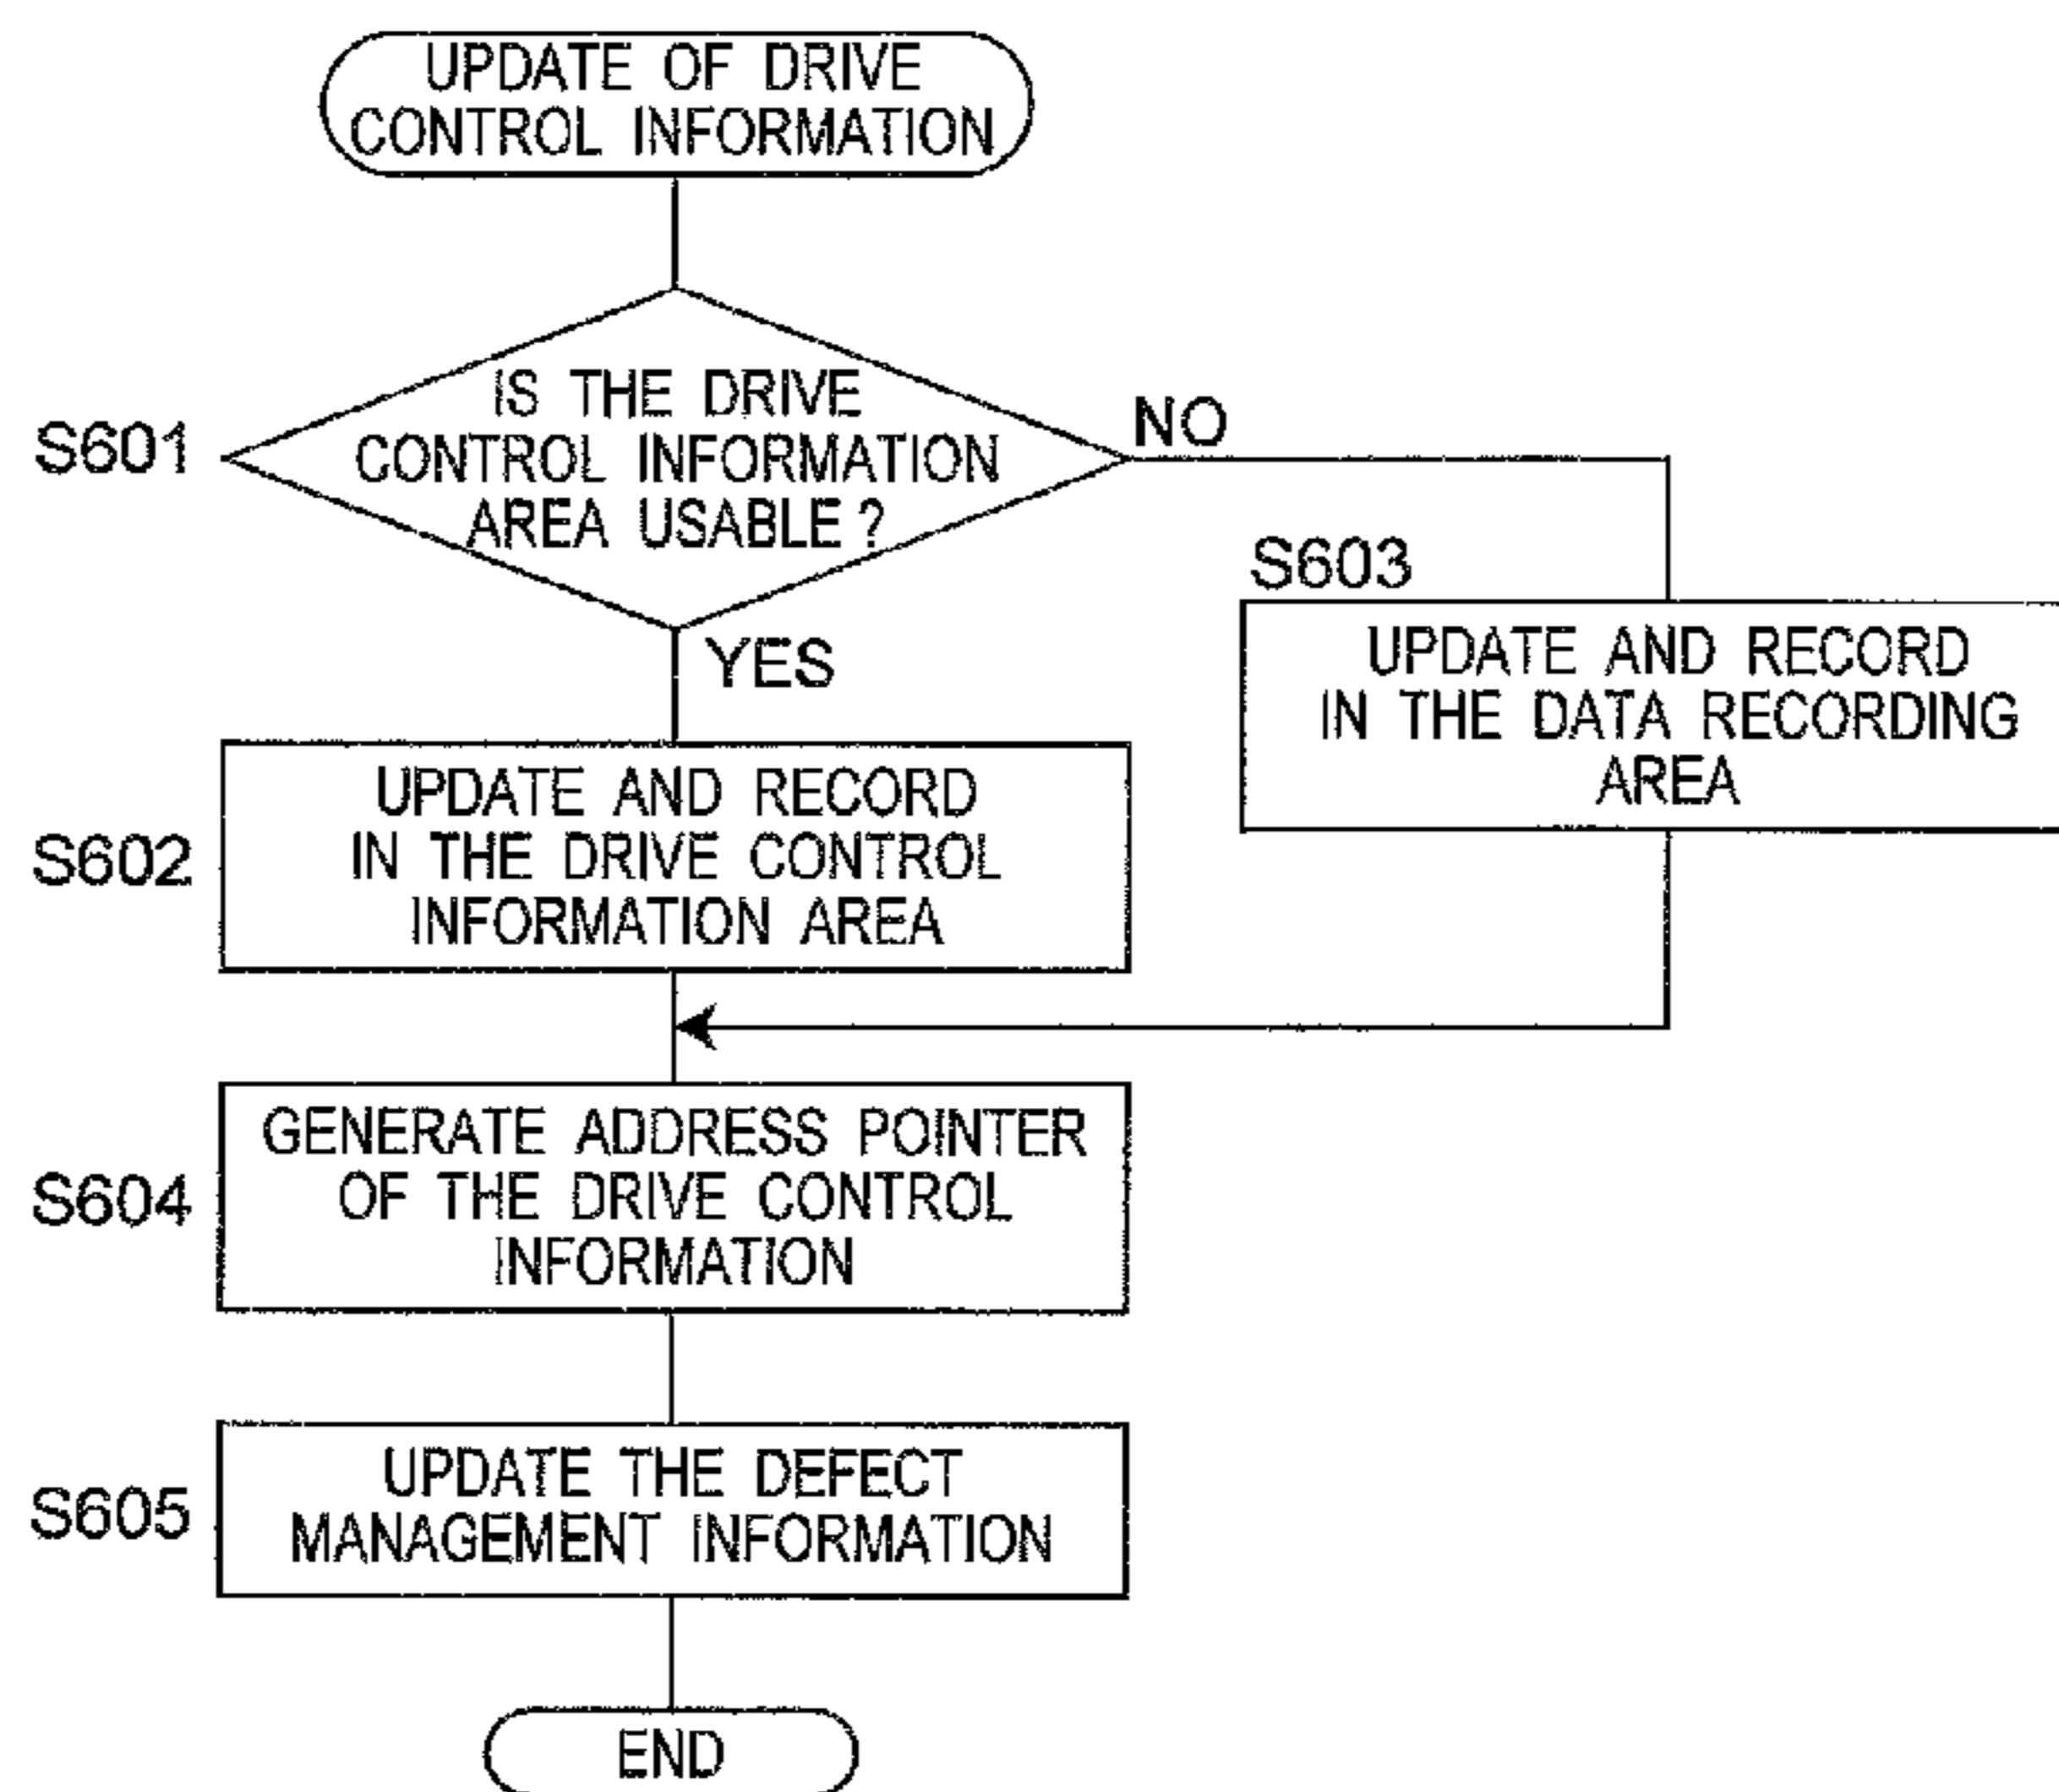 UPDATE OF DRIVE
CONTROL INFORMATION
S601
IS THE DRIVE
CONTROL INFORMATION
AREA USABLE?
NO
YES
S603
UPDATE AND RECORD
IN THE DATA RECORDING
AREA
S602
UPDATE AND RECORD
IN THE DRIVE CONTROL
INFORMATION AREA
S604
GENERATE ADDRESS POINTER
OF THE DRIVE CONTROL
INFORMATION
S605
UPDATE THE DEFECT
MANAGEMENT INFORMATION
END